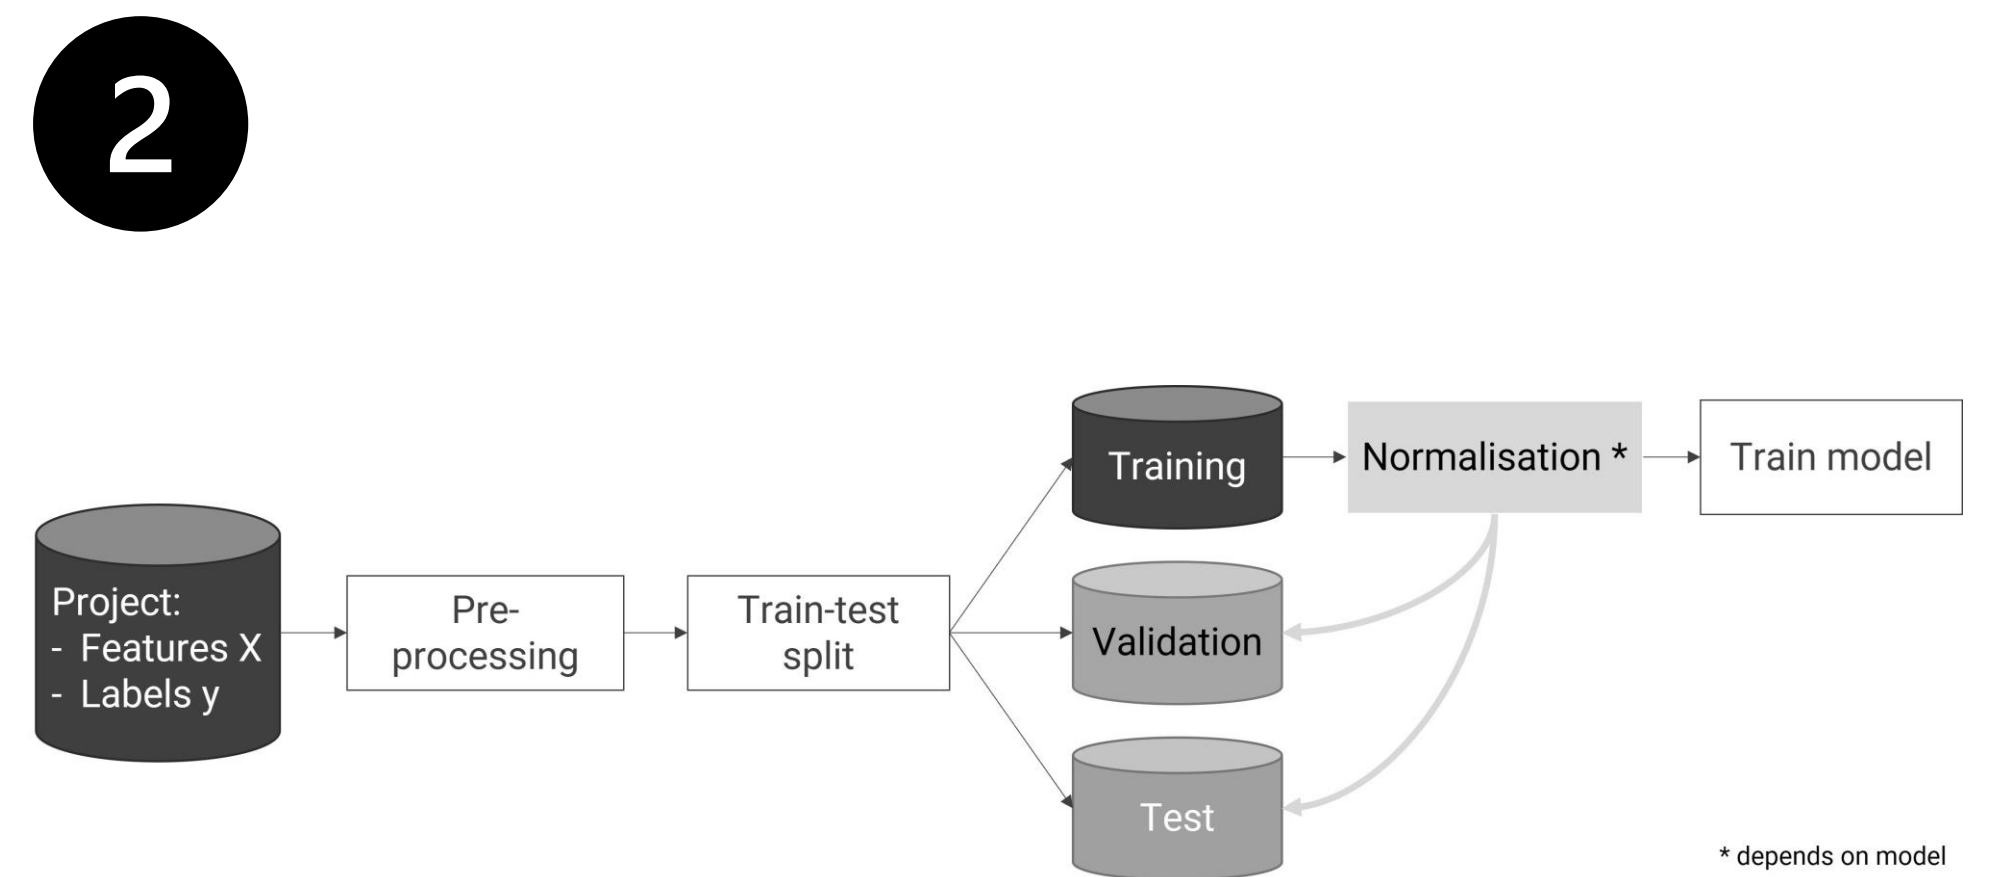 2
Project:
- Features X
- Labels y
Pre-
processing
Train-test
split
Training
Validation
Test
Normalisation *
Train model
* depends on model